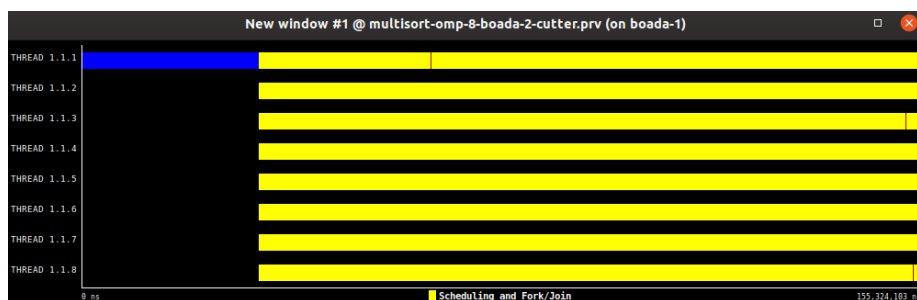 New window #1 @ multisort-omp-8-boada-2-cutter.prv (on boada-1)
THREAD 1.1.1
THREAD 1.1.2
THREAD 1.1.3
THREAD 1.1.4
THREAD 1.1.5
THREAD 1.1.6
THREAD 1.1.7
THREAD 1.1.8
0 ns
Scheduling and Fork/Join
155,324,103 n